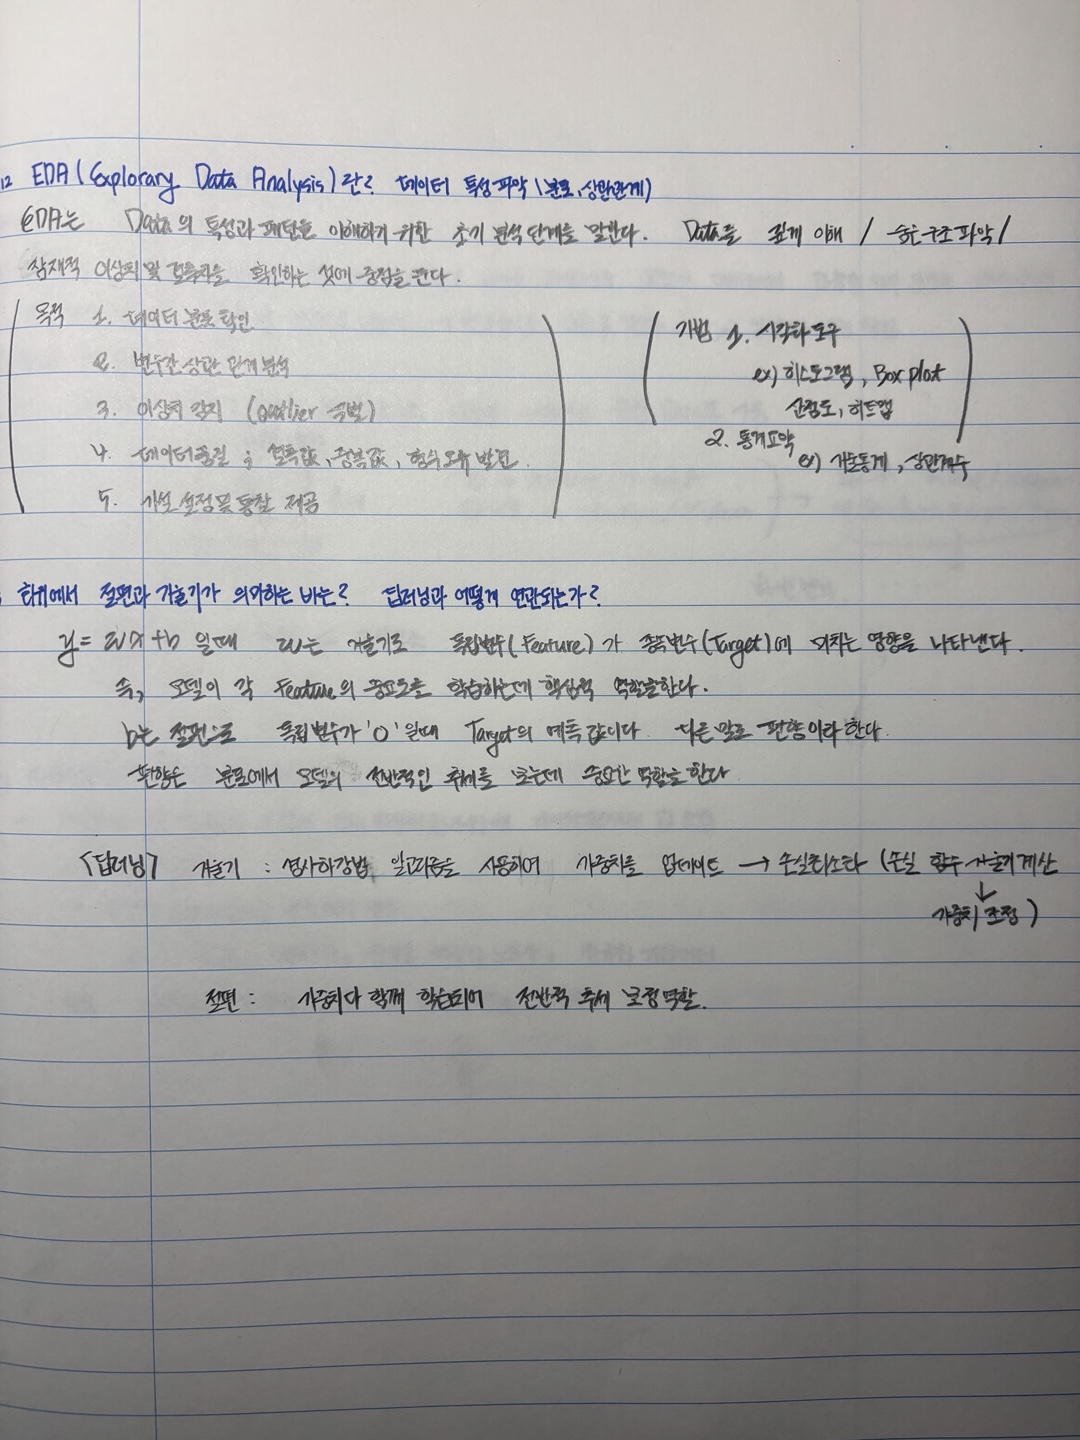 12 EDA (Explorary Data Analysis)란? 데이터 특성 파악 (분포, 상관관계)
EDA는 Data의 특성과 패턴을 이해하기 위한 초기 분석 단계를 말한다. Data를 깊게 이해 / 숨은 구조 파악 /
잠재적 이상치 및 결측치를 확인하는 것에 중점을 둔다.
목적 1. 데이터 분포 확인
2. 변수간 상관 관계 분석
3. 이상치 감지 (Outlier 식별)
4. 데이터 품질 ; 결측값, 중복값, 형식 오류 발견
5. 가설 설정 및 통찰 제공
기법 1. 시각화 도구
ex) 히스토그램, Box plot
산점도, 히트맵
2. 통계 요약
ex) 기술통계, 상관계수
회귀에서 절편과 기울기가 의미하는 바는? 딥러닝과 어떻게 연관되는가?
y = wx + b 일 때 w는 기울기로 독립변수(Feature)가 종속변수(Target)에 미치는 영향을 나타낸다.
즉, 모델이 각 Feature의 중요도를 학습하는데 핵심적 역할을 한다.
b는 절편으로 독립변수가 '0'일때 Target의 예측값이다. 다른 말로 편향이라 한다.
편향은 분포에서 모델의 전반적인 추세를 보는데 중요한 역할을 한다
「딥러닝」 기울기 : 경사하강법 알고리즘을 사용하여 가중치를 업데이트 → 손실최소화 (손실 함수 기울기 계산
↓
가중치 조정)
절편 : 가중치와 함께 학습되어 전반적 추세 보정 역할.